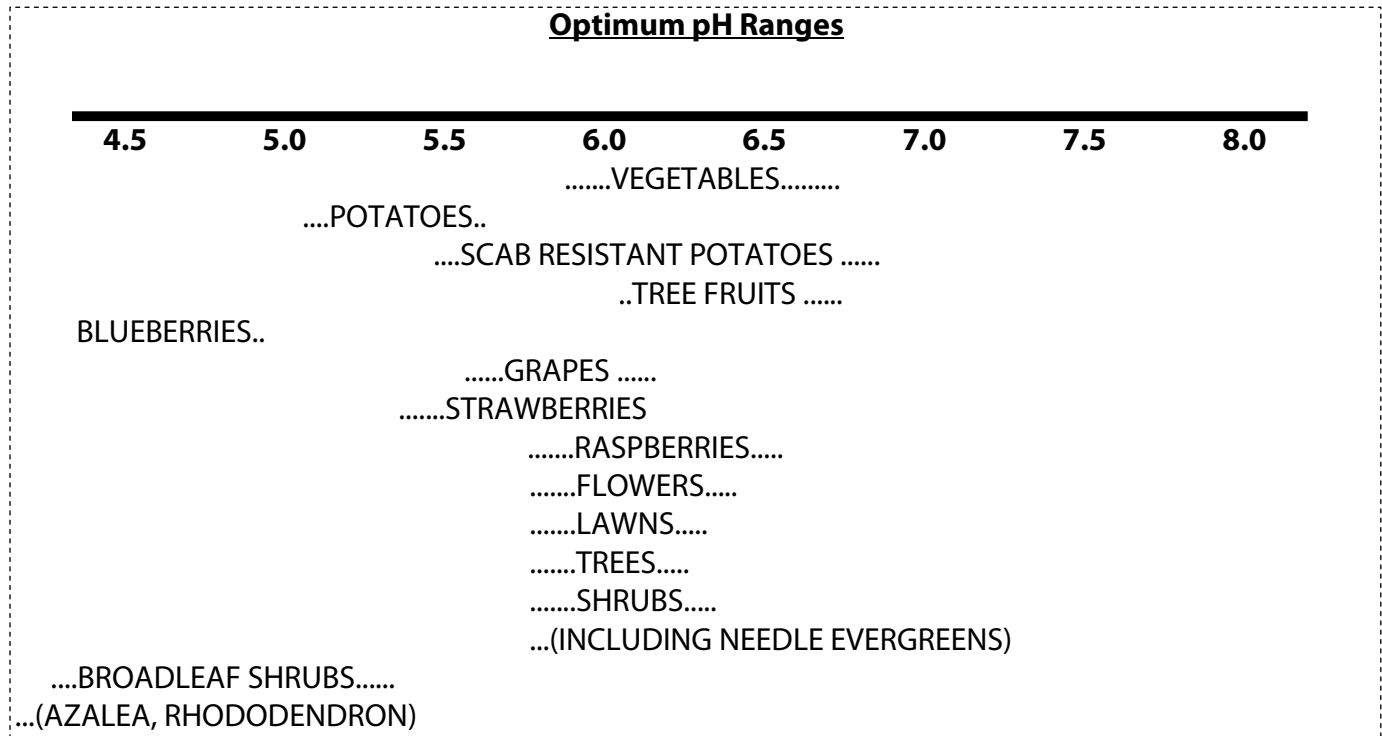 Optimum pH Ranges
4.5 5.0 5.5 6.0 6.5 7.0 7.5 8.0
.......VEGETABLES.........
....POTATOES..
....SCAB RESISTANT POTATOES ......
..TREE FRUITS ......
BLUEBERRIES..
......GRAPES ......
.......STRAWBERRIES
.......RASPBERRIES.....
.......FLOWERS.....
.......LAWNS.....
.......TREES.....
.......SHRUBS.....
...(INCLUDING NEEDLE EVERGREENS)
....BROADLEAF SHRUBS......
...(AZALEA, RHODODENDRON)